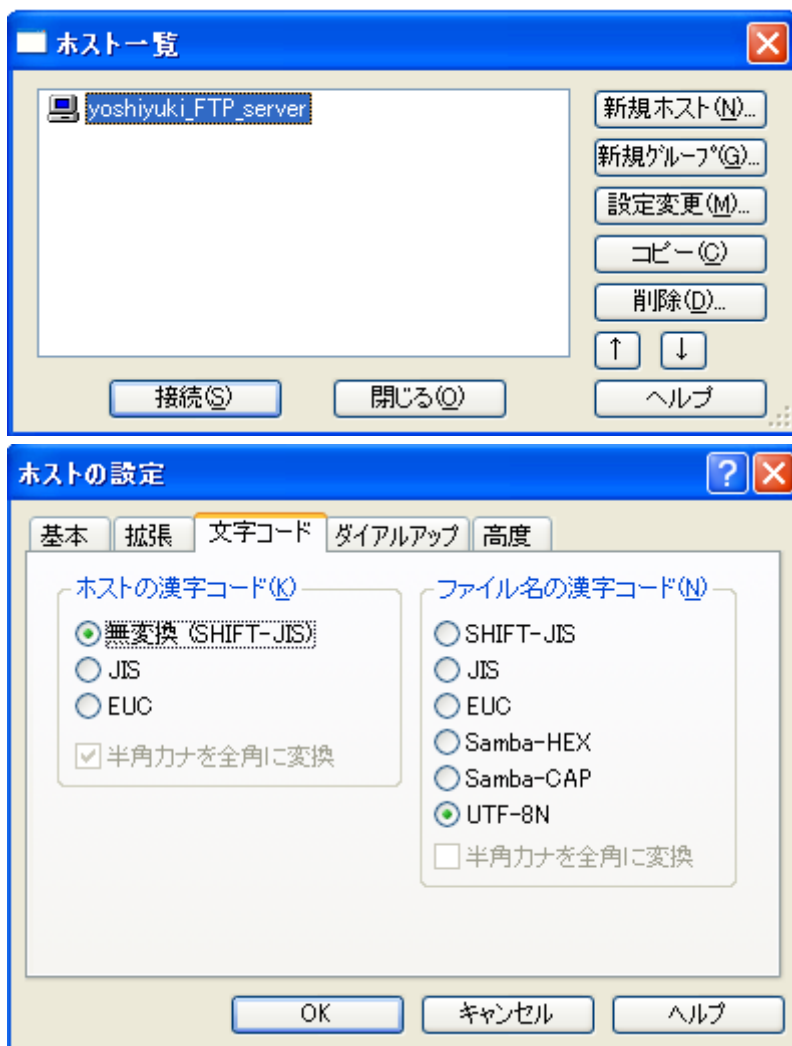 ホスト一覧
yoshiyuki_FTP_server
新規ホスト(N)...
新規グループ(G)...
設定変更(M)...
コピー(C)
削除(D)...
↑ ↓
接続(S) 閉じる(O) ヘルプ
ホストの設定
基本 拡張 文字コード ダイアルアップ 高度
ホストの漢字コード(K)
無変換 (SHIFT-JIS)
JIS
EUC
半角カナを全角に変換
ファイル名の漢字コード(N)
SHIFT-JIS
JIS
EUC
Samba-HEX
Samba-CAP
UTF-8N
半角カナを全角に変換
OK キャンセル ヘルプ